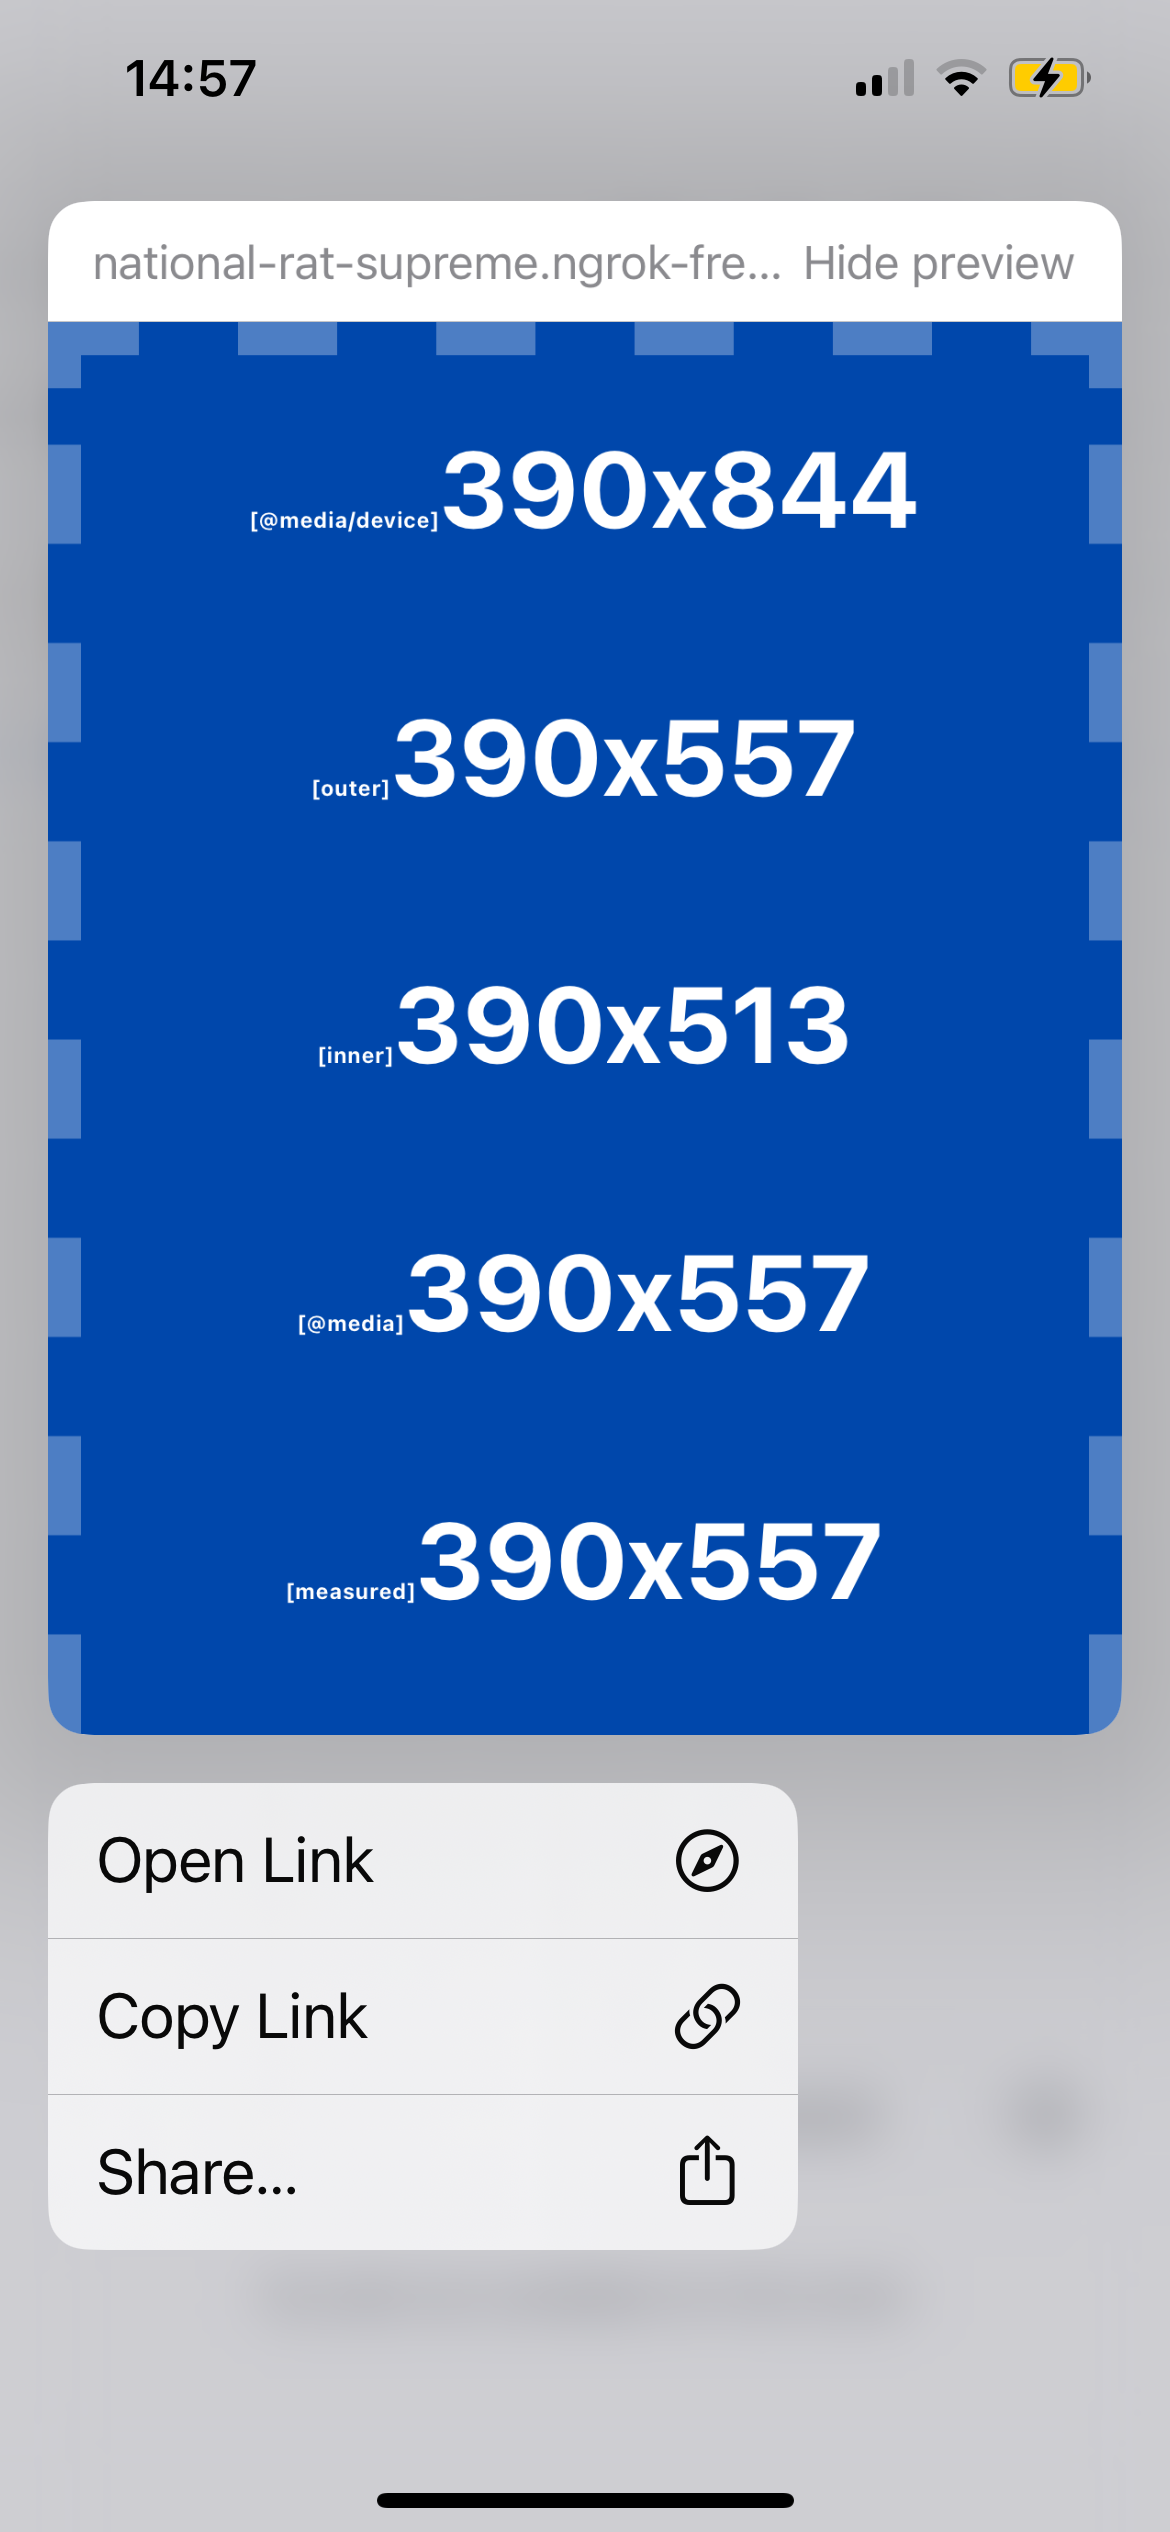 14:57
national-rat-supreme.ngrok-fre... Hide preview
[@media/device]390x844
[outer]390x557
[inner]390x513
[@media]390x557
[measured]390x557
Open Link
Copy Link
Share...